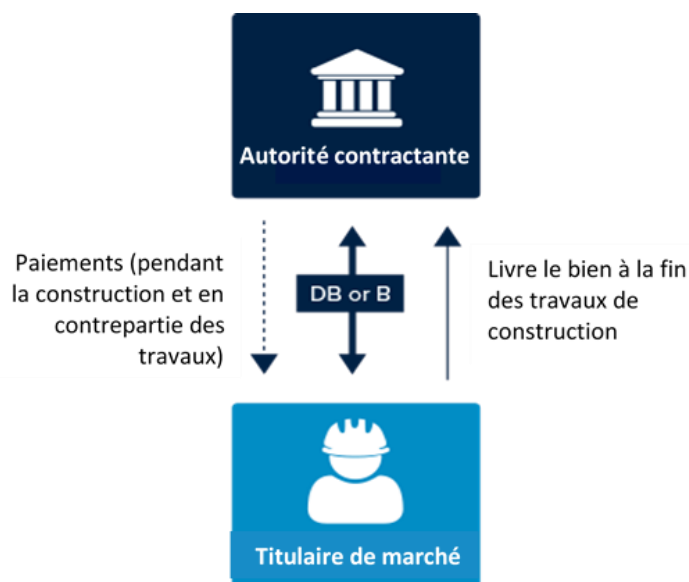 Autorité contractante
Paiements (pendant
la construction et en
contrepartie des
travaux)
DB or B
Livre le bien à la fin
des travaux de
construction
Titulaire de marché